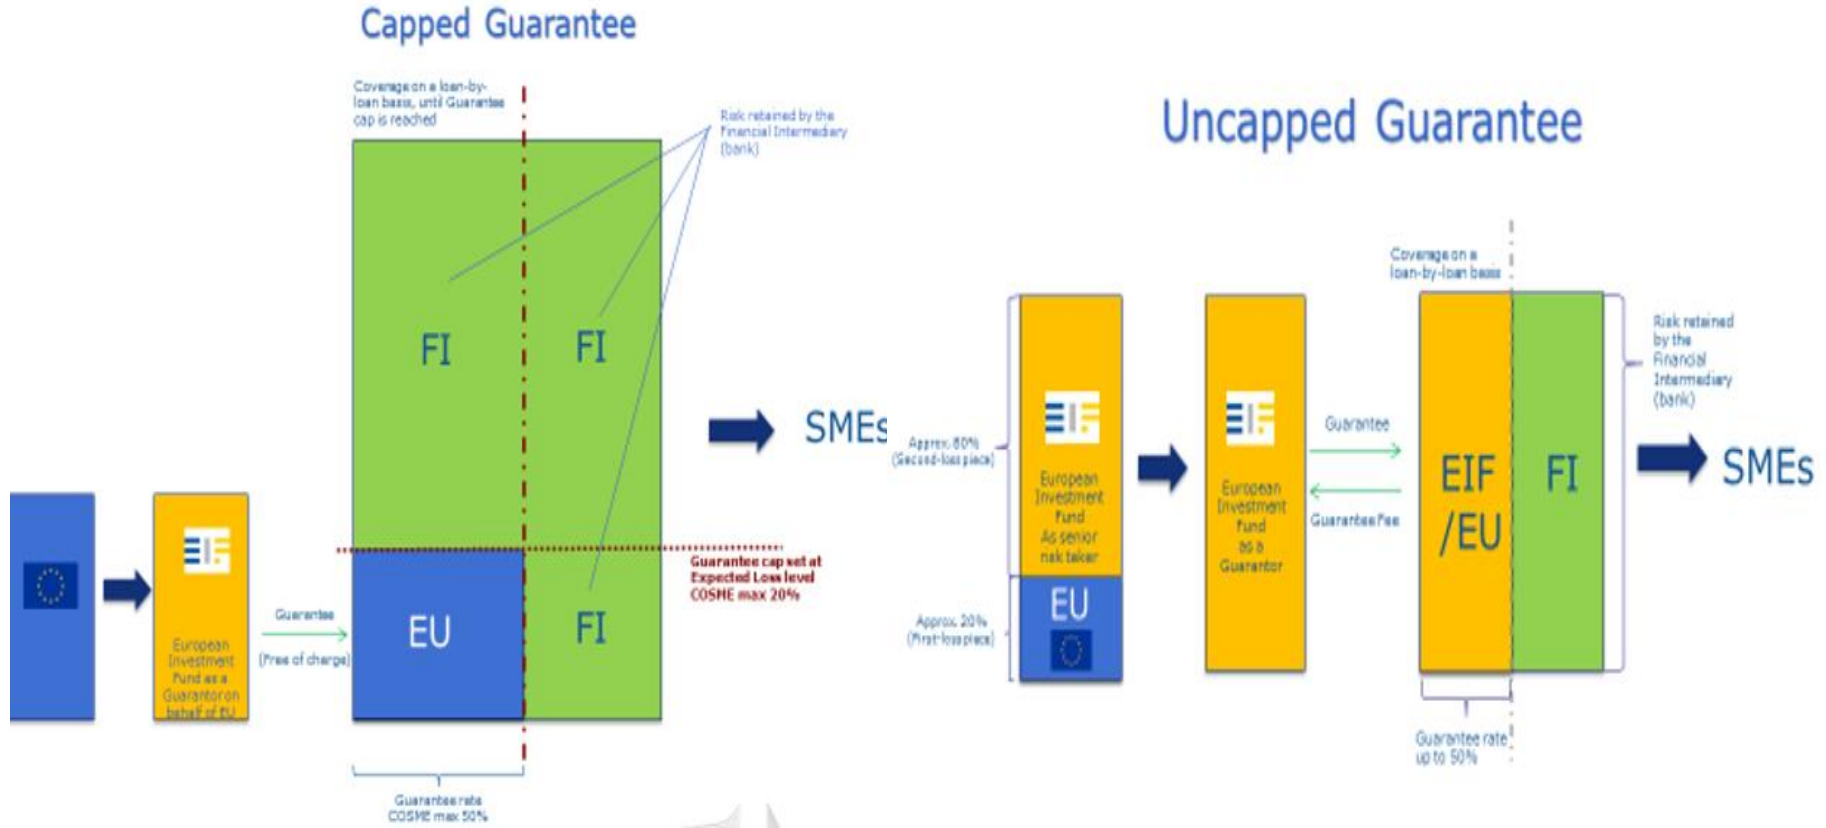 Capped Guarantee
Coverage on a loan-by-
loan basis, until Guarantee
cap is reached
Risk retained by the
Financial Intermediary
(bank)
FI
FI
SMEs
EIF
European
Investment
Fund as a
Guarantor on
behalf of EU
Guarantee
(Free of charge)
EU
FI
Guarantee cap set at
Expected Loss level
COSME max 20%
Guarantee rate
COSME max 50%
Uncapped Guarantee
Coverage on a
loan-by-loan basis
Approx. 80%
(Second-loss piece)
EIF
European
Investment
Fund
As senior
risk taker
Approx. 20%
(First-loss piece)
EU
EIF
European
Investment
Fund
as a
Guarantor
Guarantee
Guarantee Fee
EIF
/EU
FI
Risk retained
by the
Financial
Intermediary
(bank)
SMEs
Guarantee rate
up to 50%